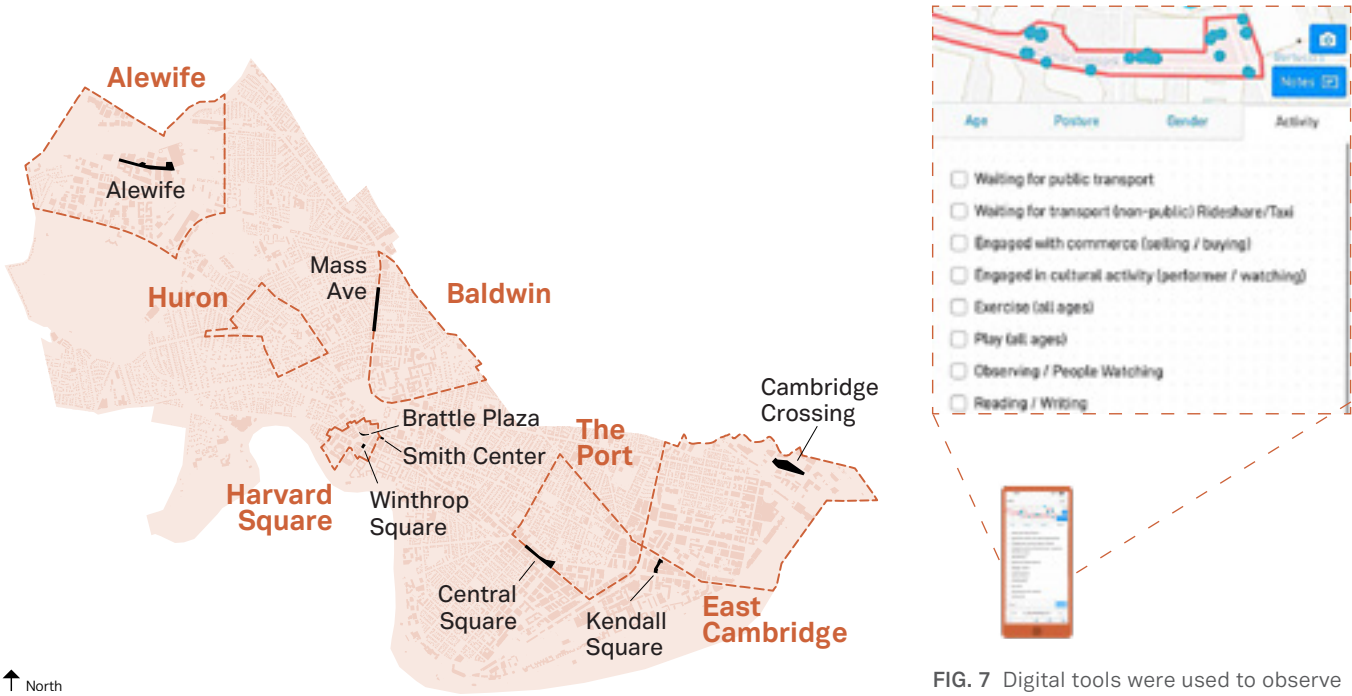 Alewife
Alewife
Mass
Ave
Huron
Baldwin
Cambridge
Crossing
Brattle Plaza
The
Port
Smith Center
Harvard
Square
Winthrop
Square
Central
Square
Kendall
Square
East
Cambridge
North
Notes
Age Posture Gender Activity
Waiting for public transport
Waiting for transport (non-public) Rideshare/Taxi
Engaged with commerce (selling / buying)
Engaged in cultural activity (performer / watching)
Exercise (all ages)
Play (all ages)
Observing / People Watching
Reading / Writing
FIG. 7 Digital tools were used to observe